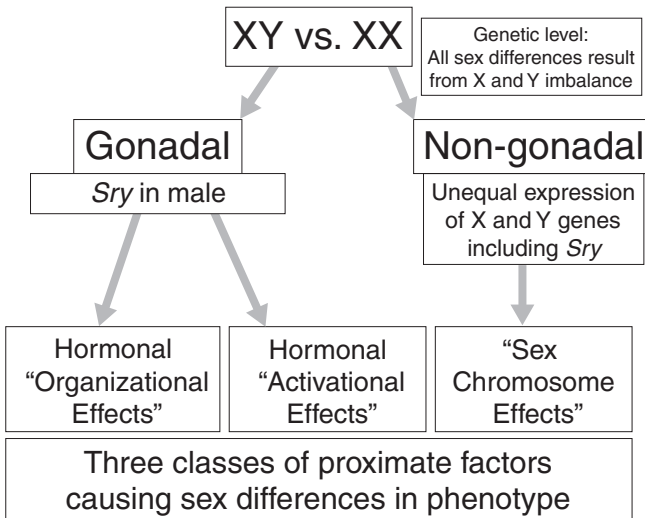 XY vs. XX
Genetic level:
All sex differences result
from X and Y imbalance
Gonadal
Sry in male
Non-gonadal
Unequal expression
of X and Y genes
including Sry
Hormonal
“Organizational
Effects”
Hormonal
“Activational
Effects”
“Sex
Chromosome
Effects”
Three classes of proximate factors
causing sex differences in phenotype